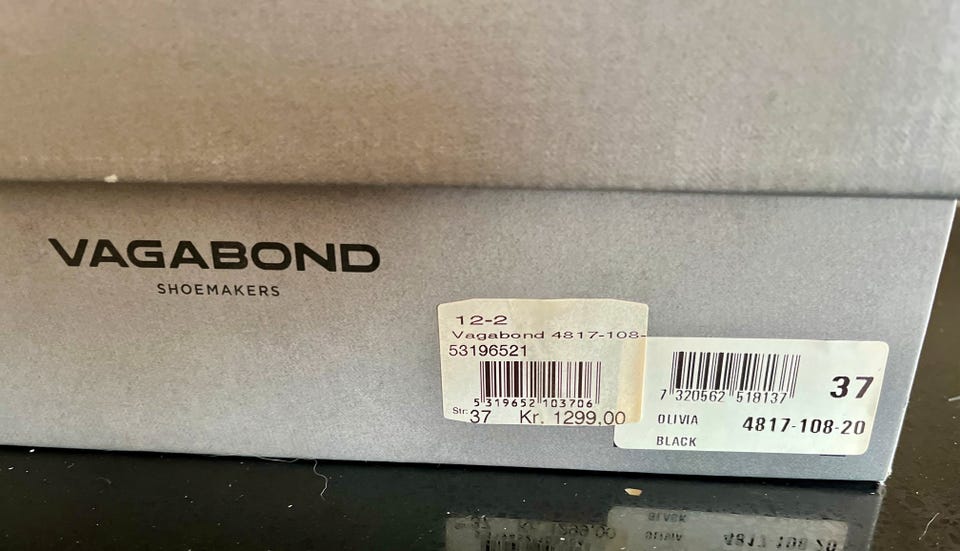 VAGABOND
SHOEMAKERS
12-2
Vagabond 4817-108-
53196521
5 319652 103706
Str: 37 Kr. 1299,00
7 320562 518137
37
OLIVIA 4817-108-20
BLACK